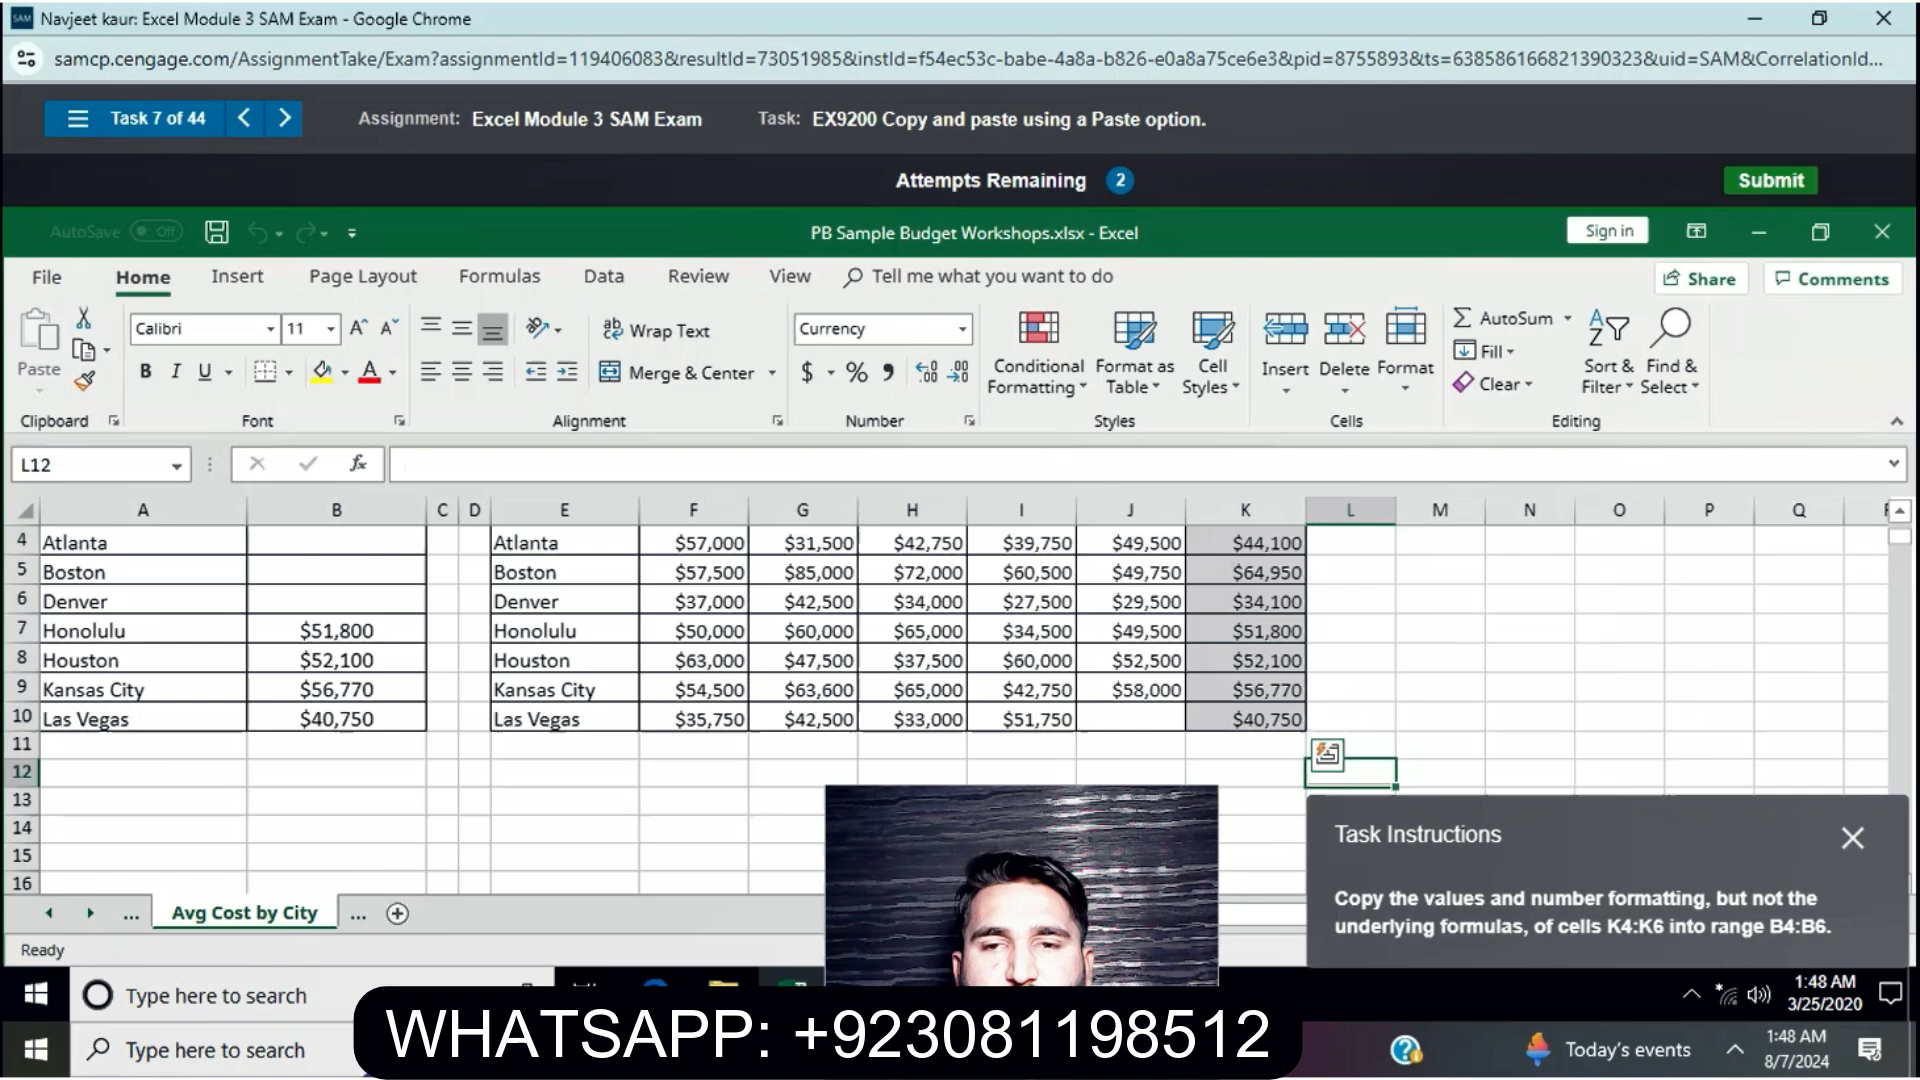 SAM Navjeet kaur: Excel Module 3 SAM Exam - Google Chrome
samcp.cengage.com/AssignmentTake/Exam?assignmentId=119406083&resultId=73051985&instId=f54ec53c-babe-4a8a-b826-e0a8a75ce6e3&pid=8755893&ts=638586166821390323&uid=SAM&CorrelationId...
Task 7 of 44 Assignment: Excel Module 3 SAM Exam Task: EX9200 Copy and paste using a Paste option.
Attempts Remaining 2 Submit
AutoSave Off PB Sample Budget Workshops.xlsx - Excel Sign in
File Home Insert Page Layout Formulas Data Review View Tell me what you want to do Share Comments
Calibri 11 Wrap Text Currency AutoSum
Paste B I U Merge & Center $ % Conditional Formatting Format as Table Cell Styles Insert Delete Format Fill Clear Sort & Filter Find & Select
Clipboard Font Alignment Number Styles Cells Editing
L12 fx
A B C D E F G H I J K L M N O P Q
4 Atlanta Atlanta $57,000 $31,500 $42,750 $39,750 $49,500 $44,100
5 Boston Boston $57,500 $85,000 $72,000 $60,500 $49,750 $64,950
6 Denver Denver $37,000 $42,500 $34,000 $27,500 $29,500 $34,100
7 Honolulu $51,800 Honolulu $50,000 $60,000 $65,000 $34,500 $49,500 $51,800
8 Houston $52,100 Houston $63,000 $47,500 $37,500 $60,000 $52,500 $52,100
9 Kansas City $56,770 Kansas City $54,500 $63,600 $65,000 $42,750 $58,000 $56,770
10 Las Vegas $40,750 Las Vegas $35,750 $42,500 $33,000 $51,750 $40,750
11
12
13
14
15
16
Task Instructions
Copy the values and number formatting, but not the
underlying formulas, of cells K4:K6 into range B4:B6.
... Avg Cost by City ...
Ready
Type here to search 1:48 AM
3/25/2020
WHATSAPP: +923081198512
Type here to search Today's events 1:48 AM
8/7/2024